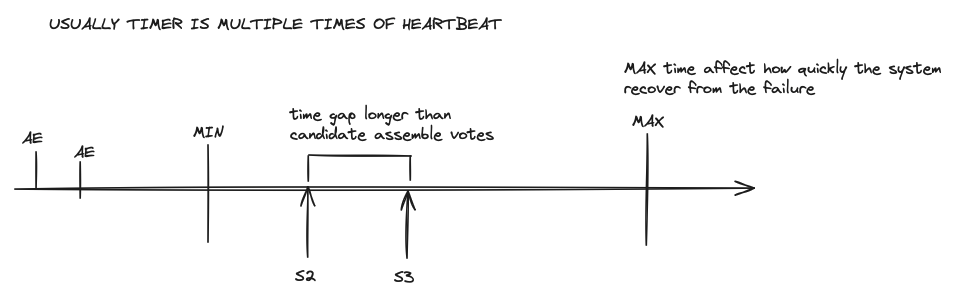 USUALLY TIMER IS MULTIPLE TIMES OF HEARTBEAT
MAX time affect how quickly the system
recover from the failure
time gap longer than
candidate assemble votes
AE
AE
MIN
MAX
S2
S3